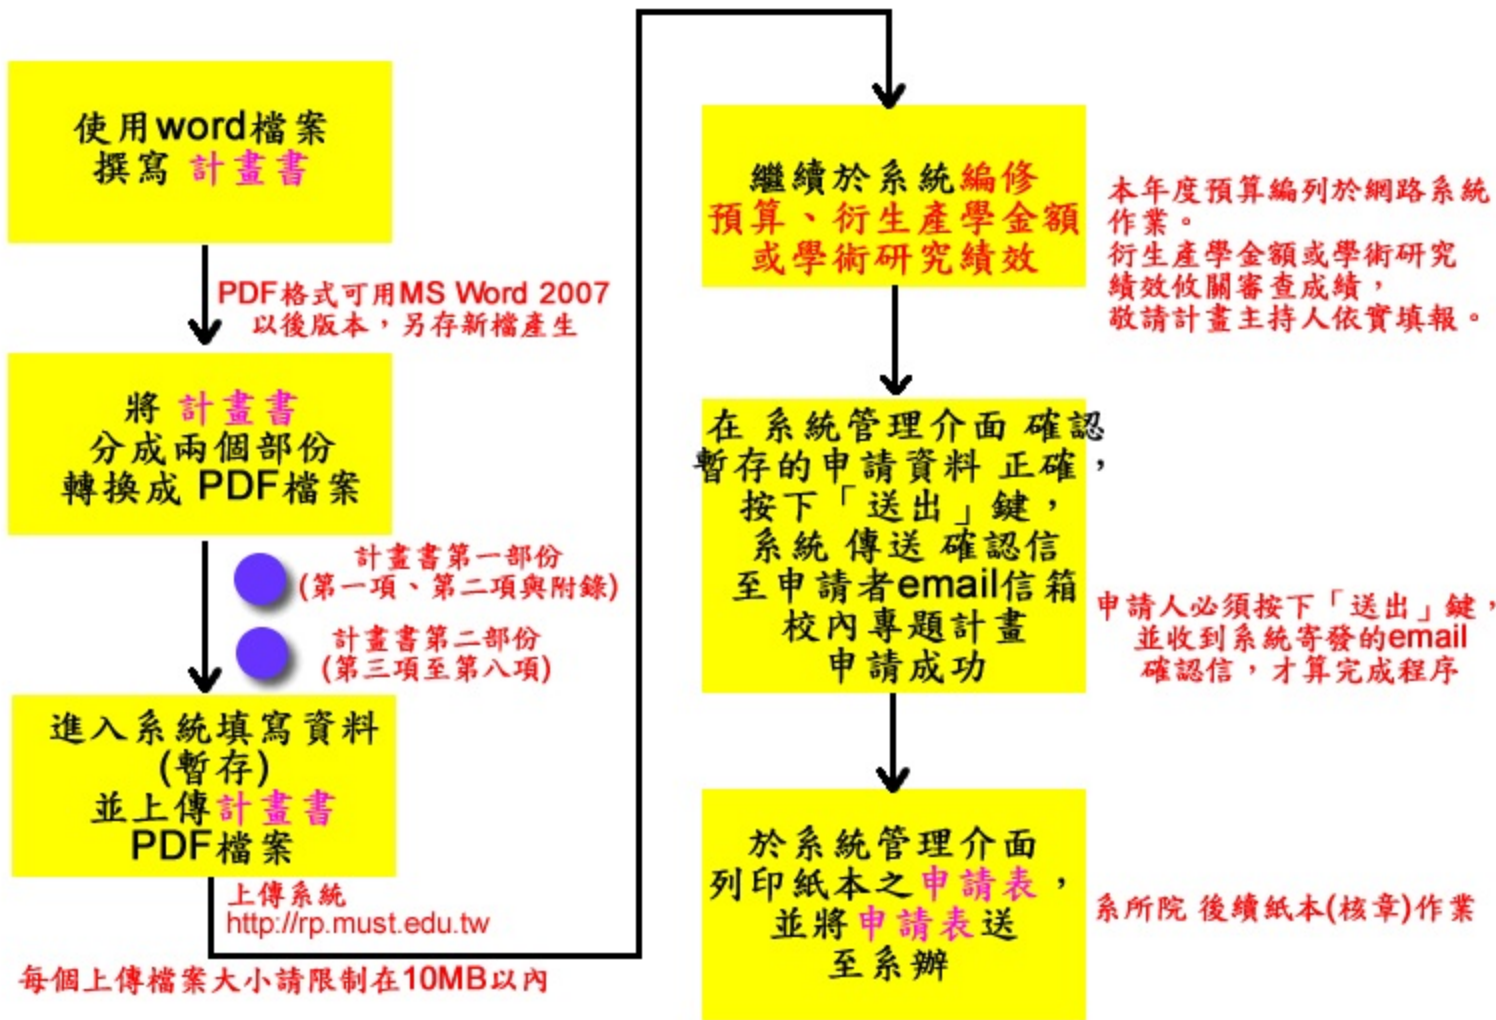 使用word檔案
撰寫 計畫書
PDF格式可用MS Word 2007
以後版本，另存新檔產生
將 計畫書
分成兩個部份
轉換成 PDF檔案
計畫書第一部份
(第一項、第二項與附錄)
計畫書第二部份
(第三項至第八項)
進入系統填寫資料
(暫存)
並上傳計畫書
PDF檔案
上傳系統
http://rp.must.edu.tw
每個上傳檔案大小請限制在10MB以內
繼續於系統編修
預算、衍生產學金額
或學術研究績效
本年度預算編列於網路系統
作業。
衍生產學金額或學術研究
績效攸關審查成績，
敬請計畫主持人依實填報。
在 系統管理介面 確認
暫存的申請資料 正確，
按下「送出」鍵，
系統 傳送 確認信
至申請者email信箱
校內專題計畫
申請成功
申請人必須按下「送出」鍵，
並收到系統寄發的email
確認信，才算完成程序
於系統管理介面
列印紙本之申請表，
並將申請表送
至系辦
系所院 後續紙本(核章)作業